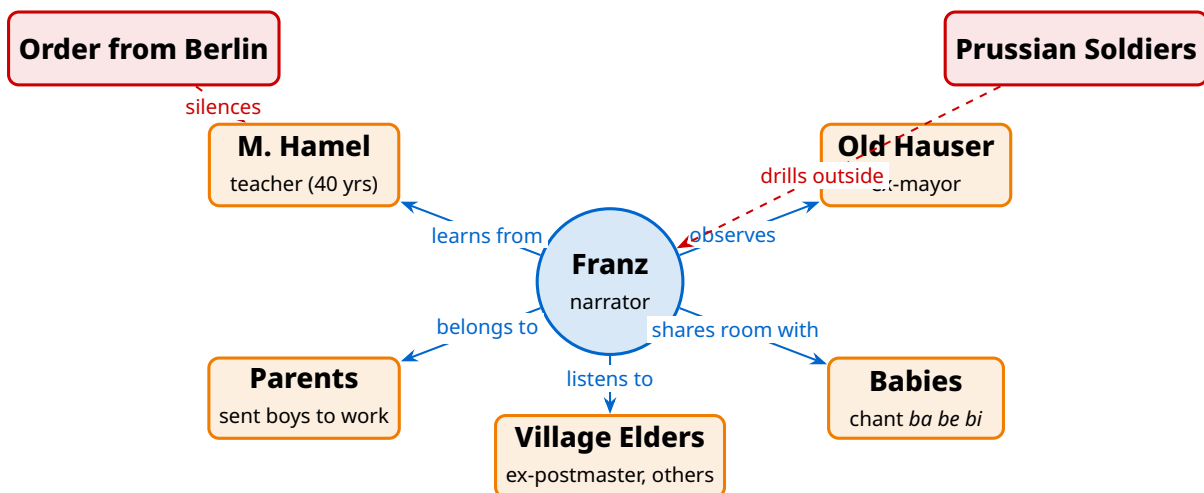 Order from Berlin
Prussian Soldiers
silences
M. Hamel
teacher (40 yrs)
Old Hauser
drills outside
ex-mayor
learns from
observes
Franz
narrator
belongs to
shares room with
Parents
sent boys to work
listens to
Babies
chant ba be bi
Village Elders
ex-postmaster, others